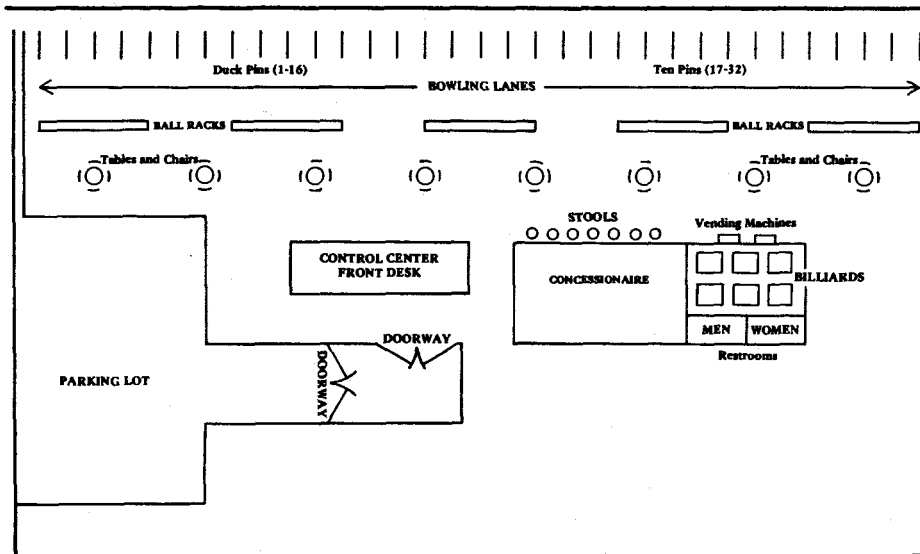 Duck Pins (1-16)
Ten Pins (17-32)
BOWLING LANES
BALL RACKS
BALL RACKS
Tables and Chairs
Tables and Chairs
STOOLS
Vending Machines
CONTROL CENTER
FRONT DESK
CONCESSIONAIRE
BILLIARDS
MEN
WOMEN
Restrooms
DOORWAY
DOORWAY
PARKING LOT